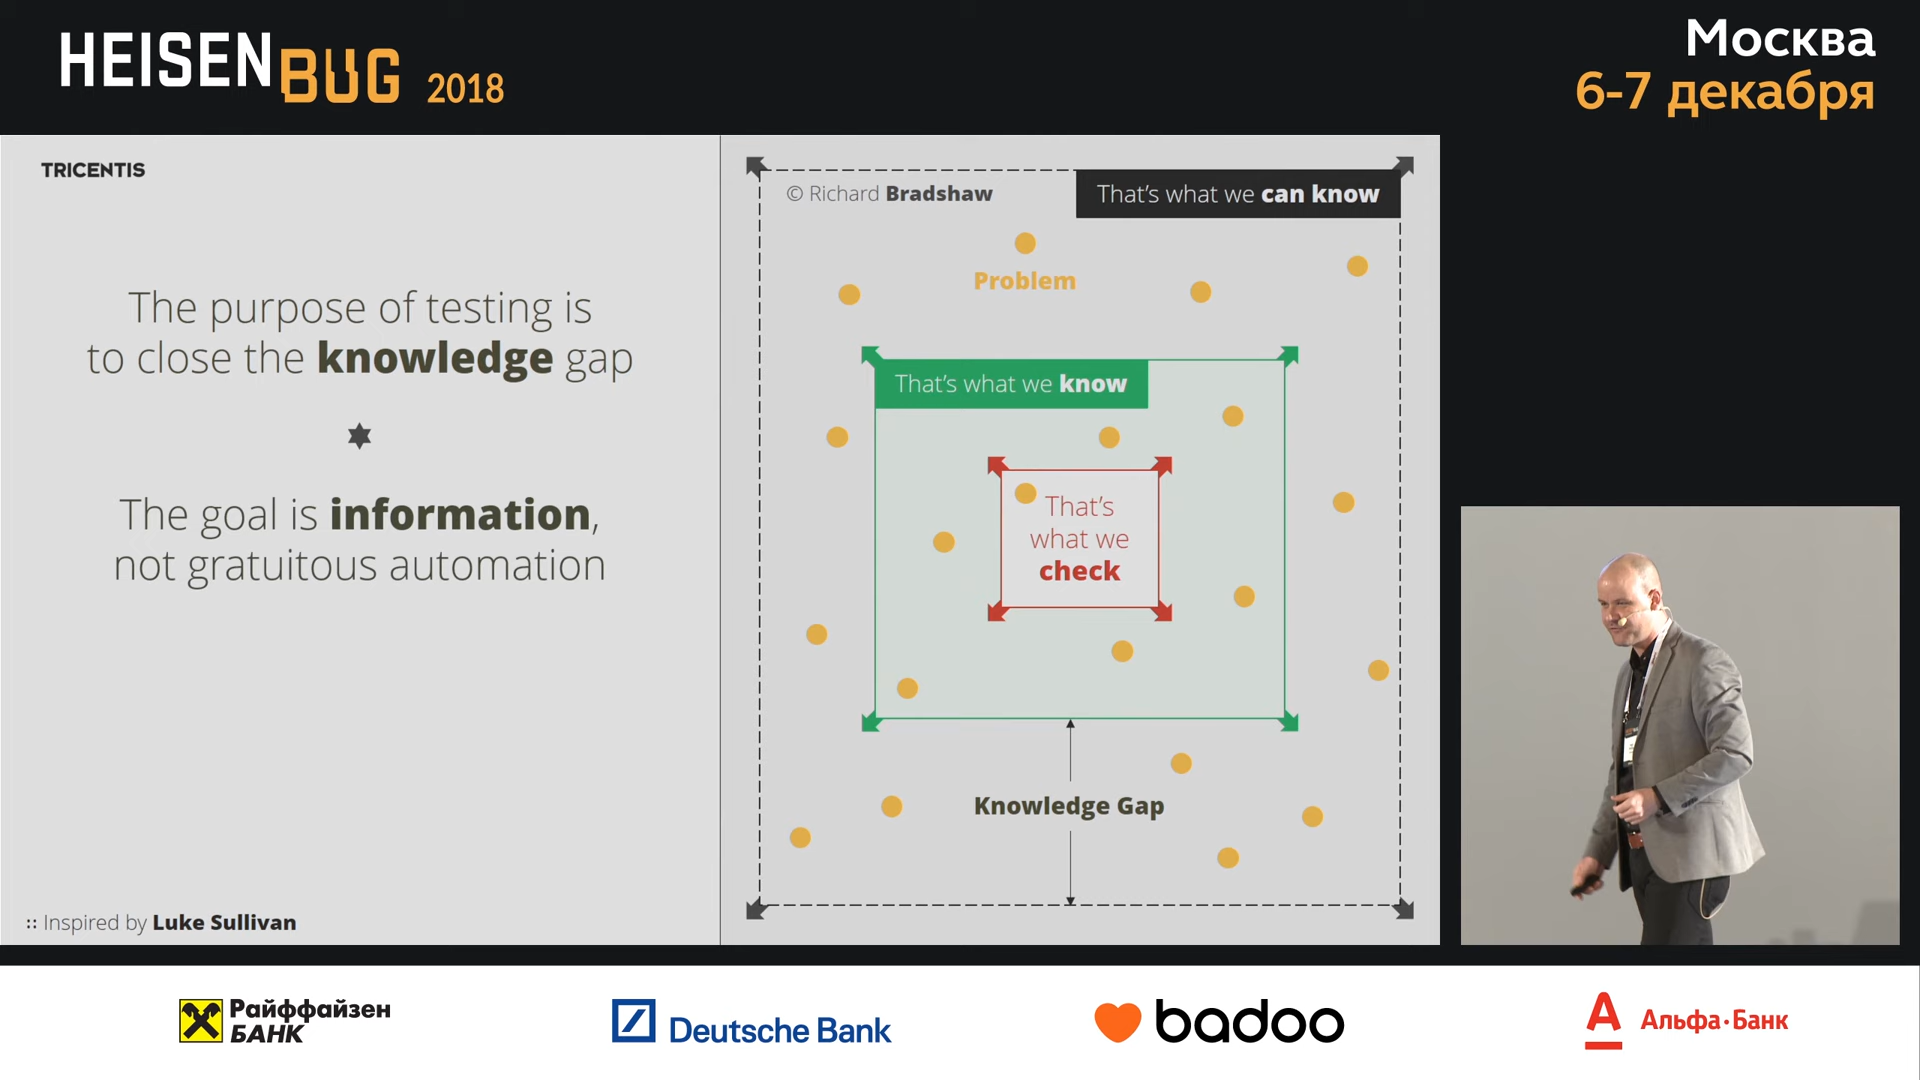 HEISENBUG 2018
Москва
6-7 декабря
TRICENTIS
The purpose of testing is
to close the knowledge gap
The goal is information,
not gratuitous automation
:: Inspired by Luke Sullivan
© Richard Bradshaw
That's what we can know
Problem
That's what we know
That's
what we
check
Knowledge Gap
Райффайзен
БАНК
Deutsche Bank
badoo
Альфа·Банк